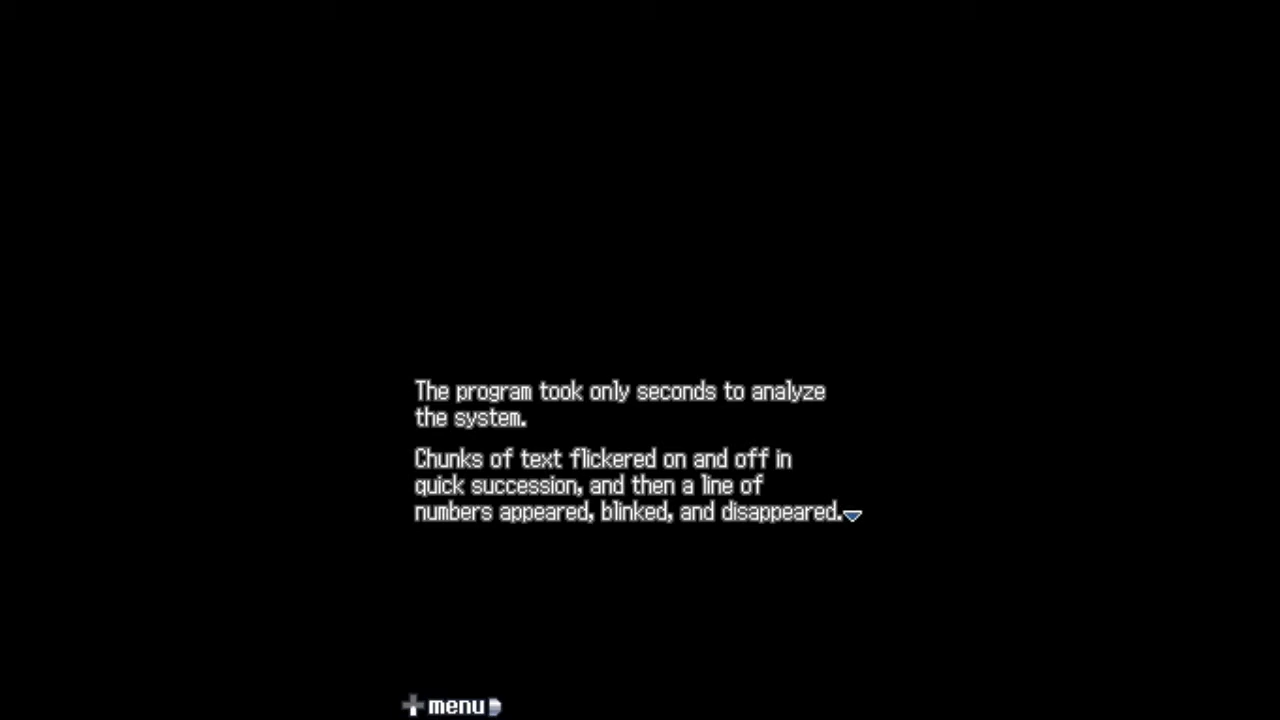 The program took only seconds to analyze
the system.
Chunks of text flickered on and off in
quick succession, and then a line of
numbers appeared, blinked, and disappeared.
menu